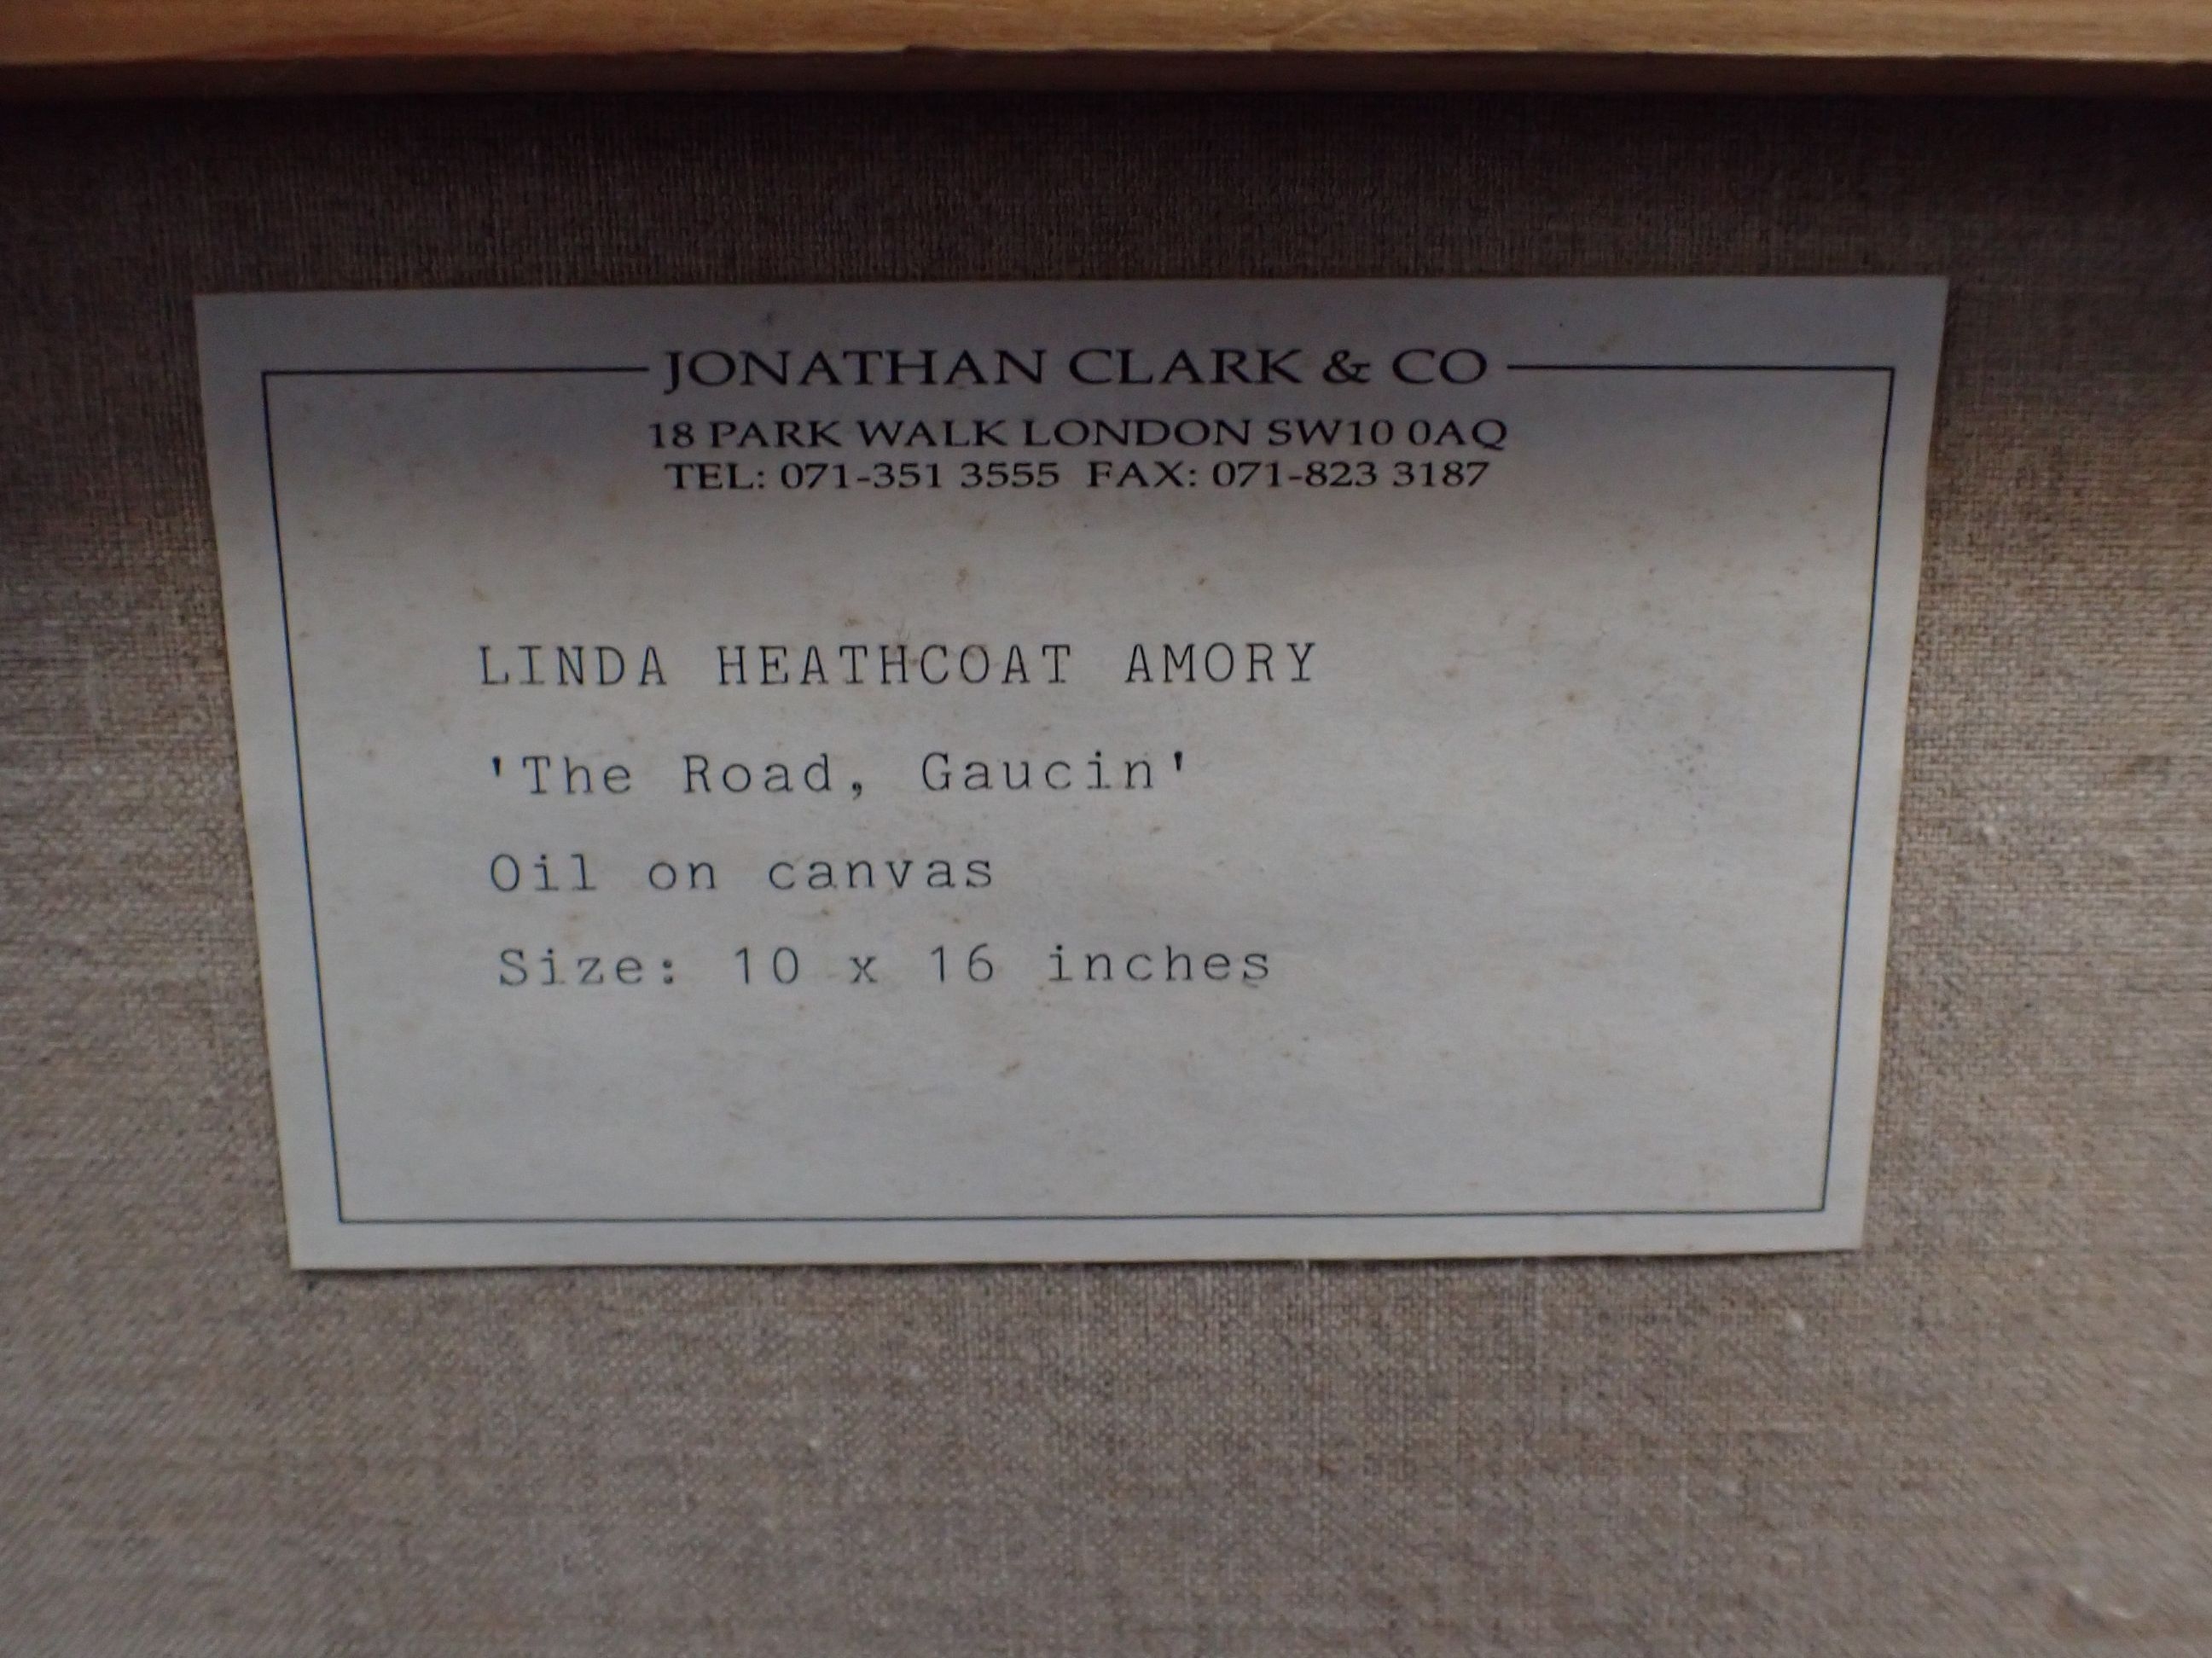 JONATHAN CLARK & CO
18 PARK WALK LONDON SW10 0AQ
TEL: 071-351 3555 FAX: 071-823 3187
LINDA HEATHCOAT AMORY
'The Road, Gaucin'
Oil on canvas
Size: 10 x 16 inches